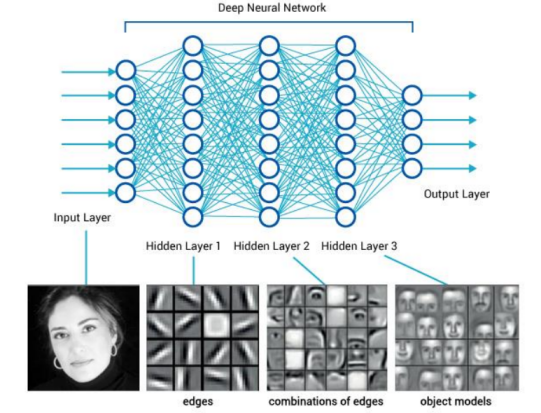 Deep Neural Network
Input Layer
Output Layer
Hidden Layer 1
Hidden Layer 2
Hidden Layer 3
edges
combinations of edges
object models